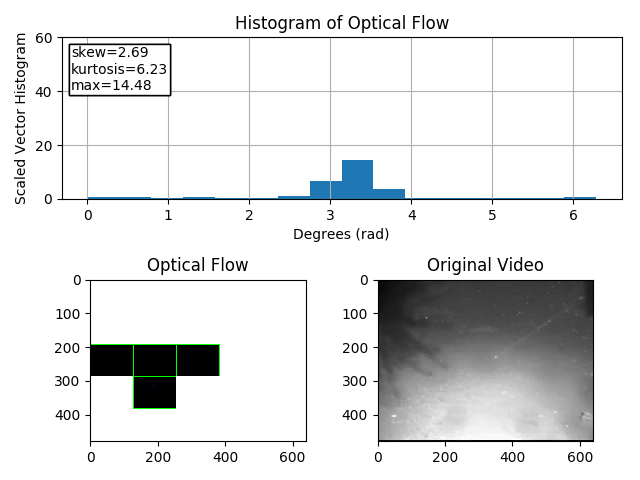 Histogram of Optical Flow
Scaled Vector Histogram
60
40
20
0
skew=2.69
kurtosis=6.23
max=14.48
0 1 2 3 4 5 6
Degrees (rad)
Optical Flow
0
100
200
300
400
0 200 400 600
Original Video
0
100
200
300
400
0 200 400 600